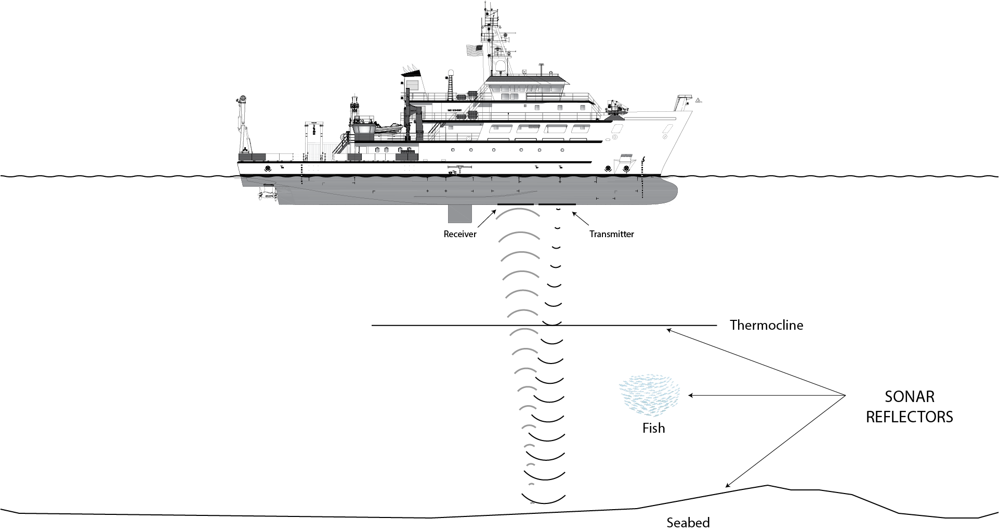 Receiver
Transmitter
Thermocline
SONAR
REFLECTORS
Fish
Seabed